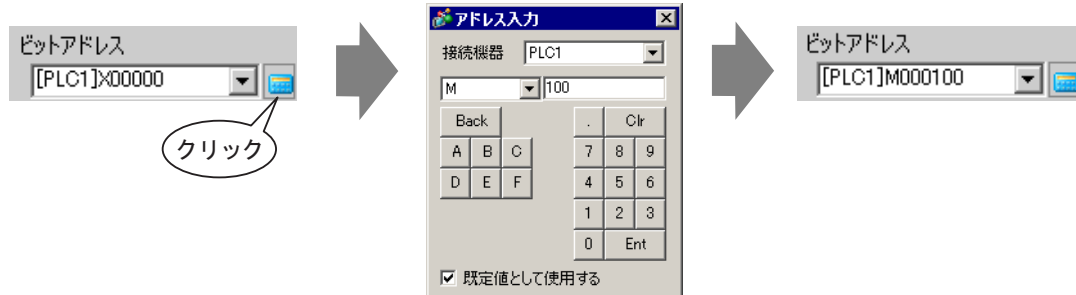 ビットアドレス
[PLC1]X00000
クリック
アドレス入力
接続機器 PLC1
M 100
Back . Clr
A B C 7 8 9
D E F 4 5 6
1 2 3
0 Ent
既定値として使用する
ビットアドレス
[PLC1]M000100